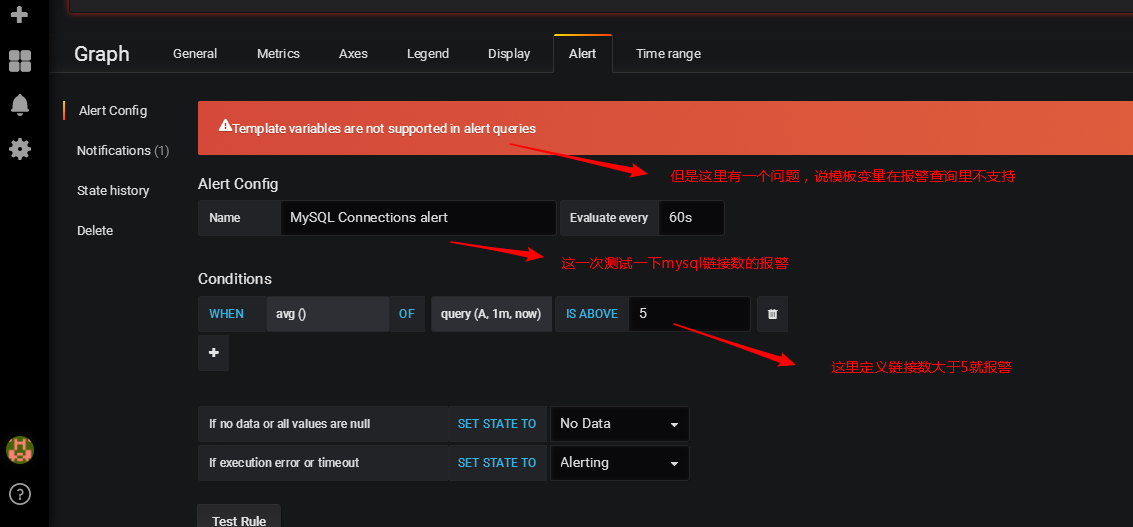 Graph General Metrics Axes Legend Display Alert Time range
Alert Config
Notifications (1)
State history
Delete
Template variables are not supported in alert queries
但是这里有一个问题，说模板变量在报警查询里不支持
Alert Config
Name MySQL Connections alert Evaluate every 60s
这一次测试一下mysql链接数的报警
Conditions
WHEN avg () OF query (A, 1m, now) IS ABOVE 5
这里定义链接数大于5就报警
If no data or all values are null SET STATE TO No Data
If execution error or timeout SET STATE TO Alerting
Test Rule